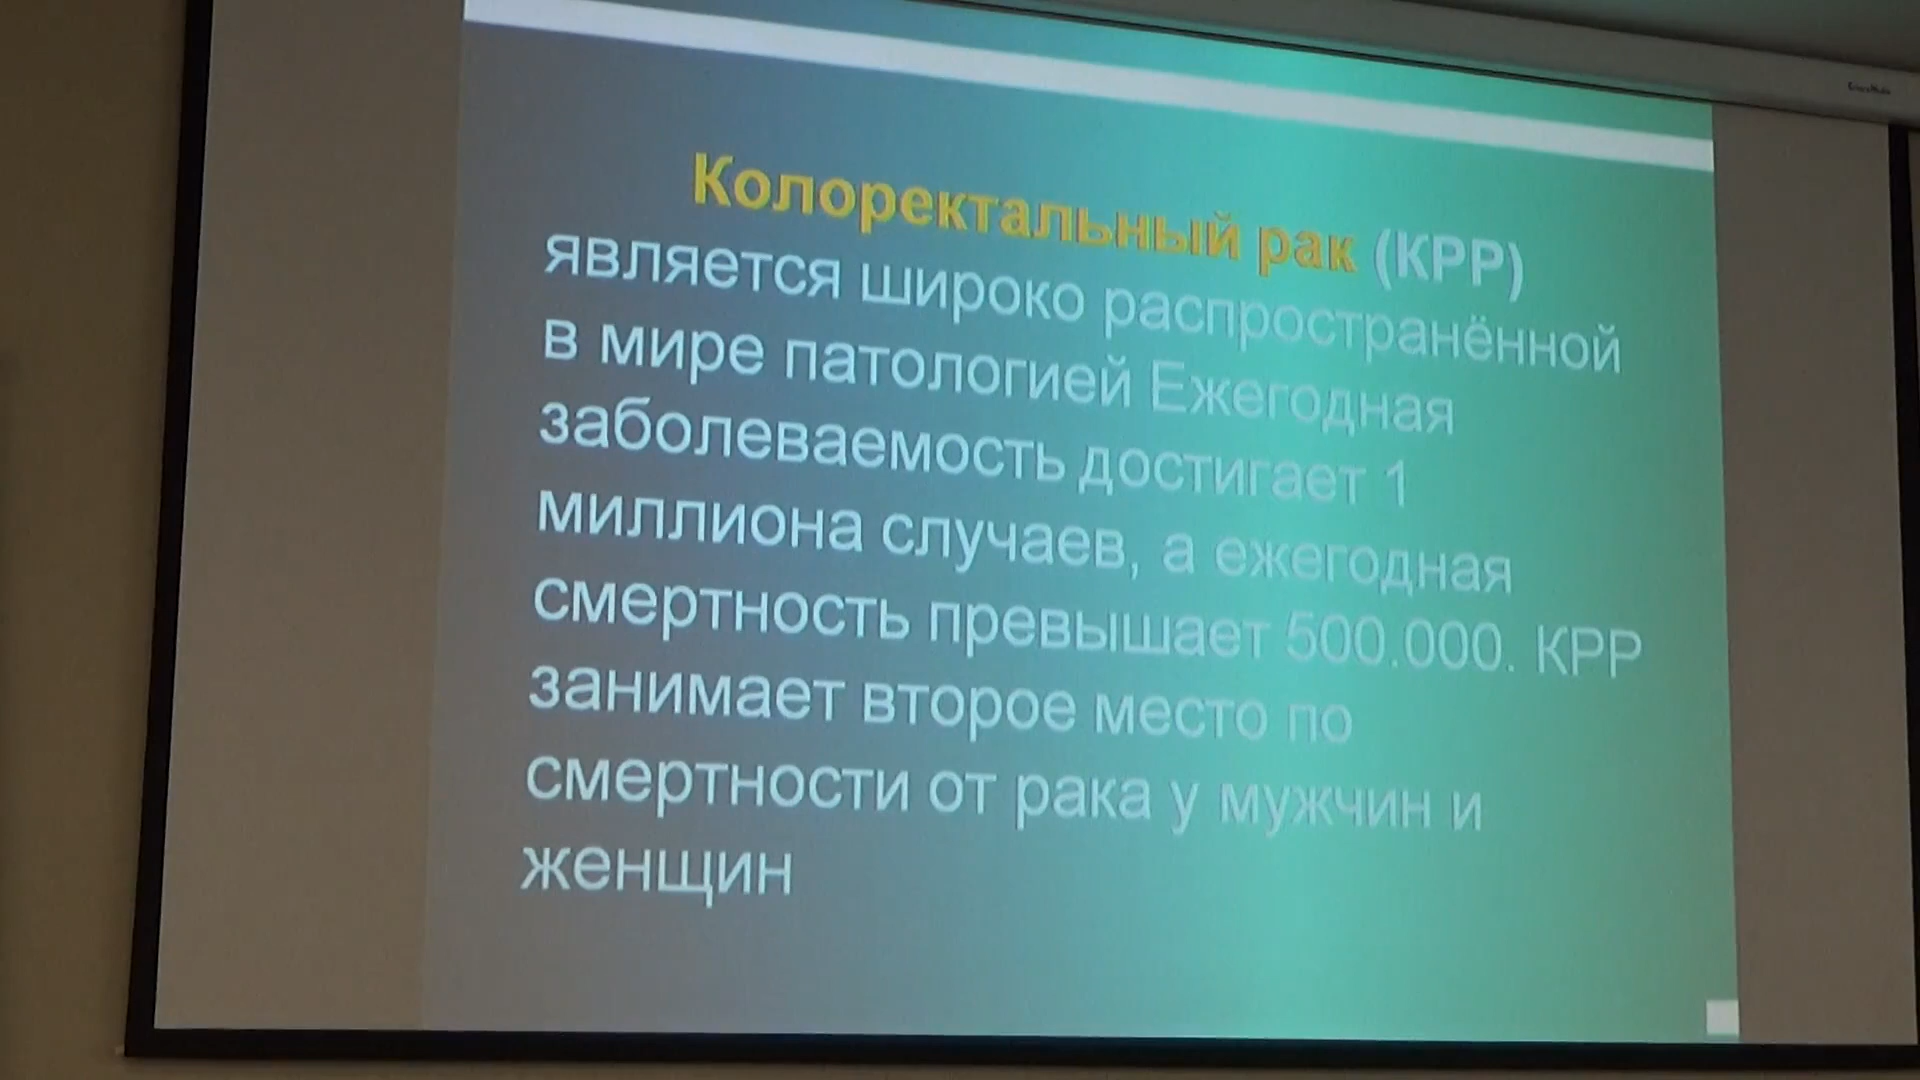 Колоректальный рак (КРР)
является широко распространённой
в мире патологией Ежегодная
заболеваемость достигает 1
миллиона случаев, а ежегодная
смертность превышает 500.000. КРР
занимает второе место по
смертности от рака у мужчин и
женщин